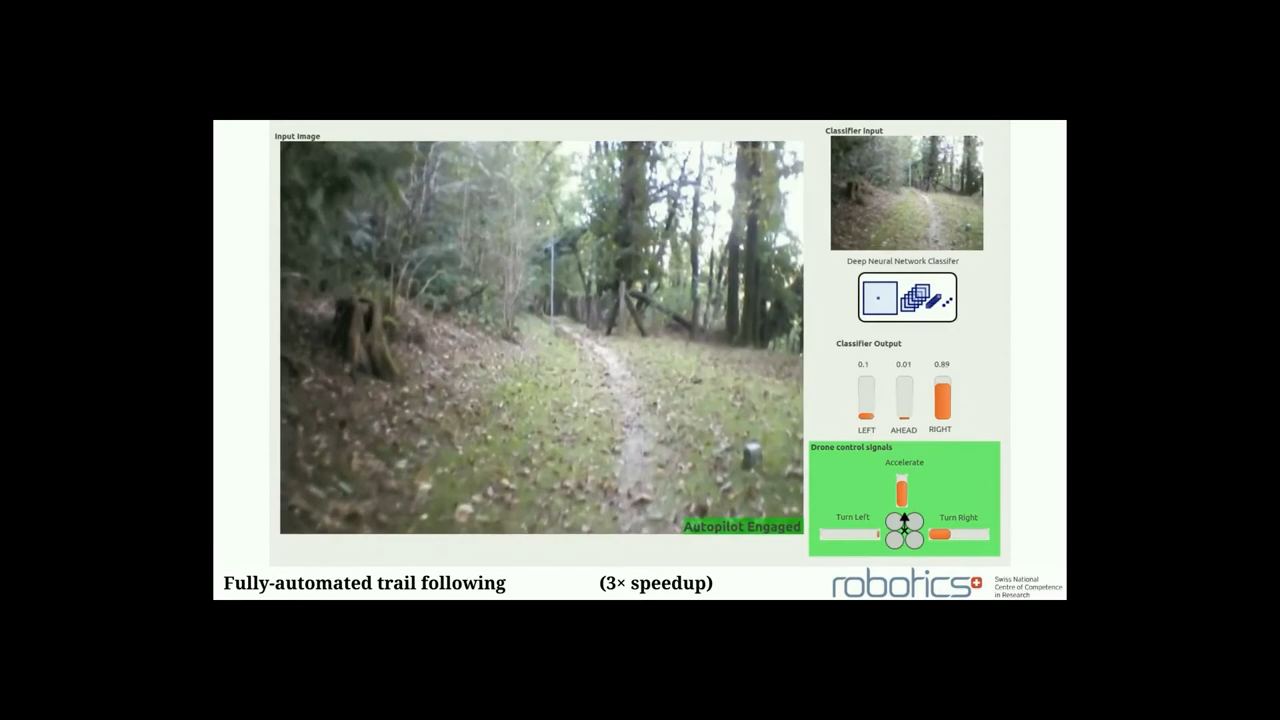 Input Image
Autopilot Engaged
Classifier Input
Deep Neural Network Classifer
Classifier Output
0.1 0.01 0.89
LEFT AHEAD RIGHT
Drone control signals
Accelerate
Turn Left Turn Right
Fully-automated trail following (3× speedup)
robotics
Swiss National
Centre of Competence
in Research